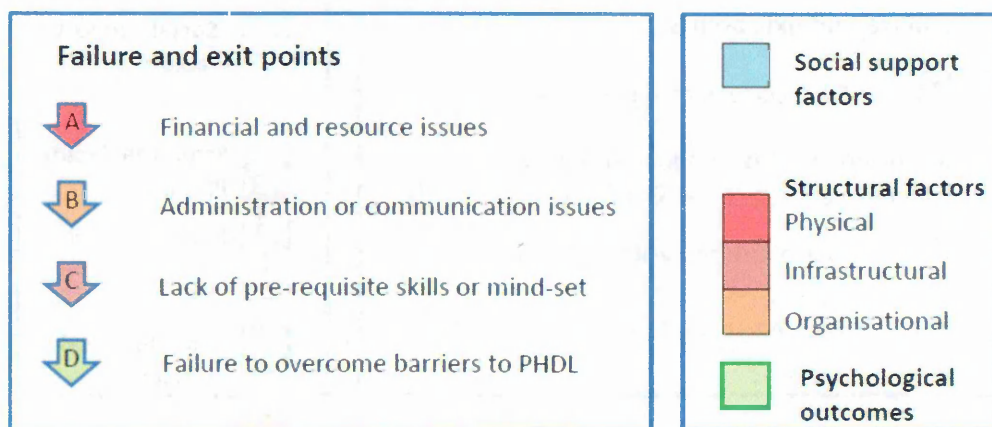 Failure and exit points
A Financial and resource issues
B Administration or communication issues
C Lack of pre-requisite skills or mind-set
D Failure to overcome barriers to PHDL
Social support
factors
Structural factors
Physical
Infrastructural
Organisational
Psychological
outcomes